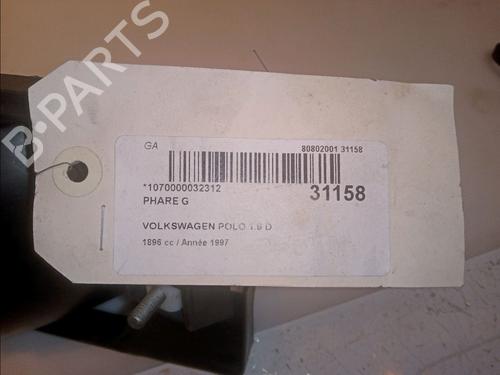 B-PARTS
GA
80802001 31158
*1070000032312
31158
PHARE G
VOLKSWAGEN POLO 1.9 D
1896 cc / Année 1997